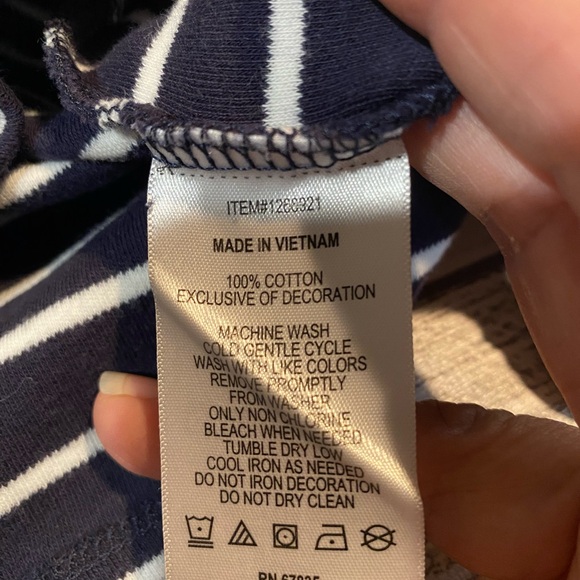 MADE IN VIETNAM
100% COTTON
EXCLUSIVE OF DECORATION
MACHINE WASH
COLD GENTLE CYCLE
WASH WITH LIKE COLORS
REMOVE PROMPTLY
FROM WASHER
ONLY NON CHLORINE
BLEACH WHEN NEEDED
TUMBLE DRY LOW
COOL IRON AS NEEDED
DO NOT IRON DECORATION
DO NOT DRY CLEAN